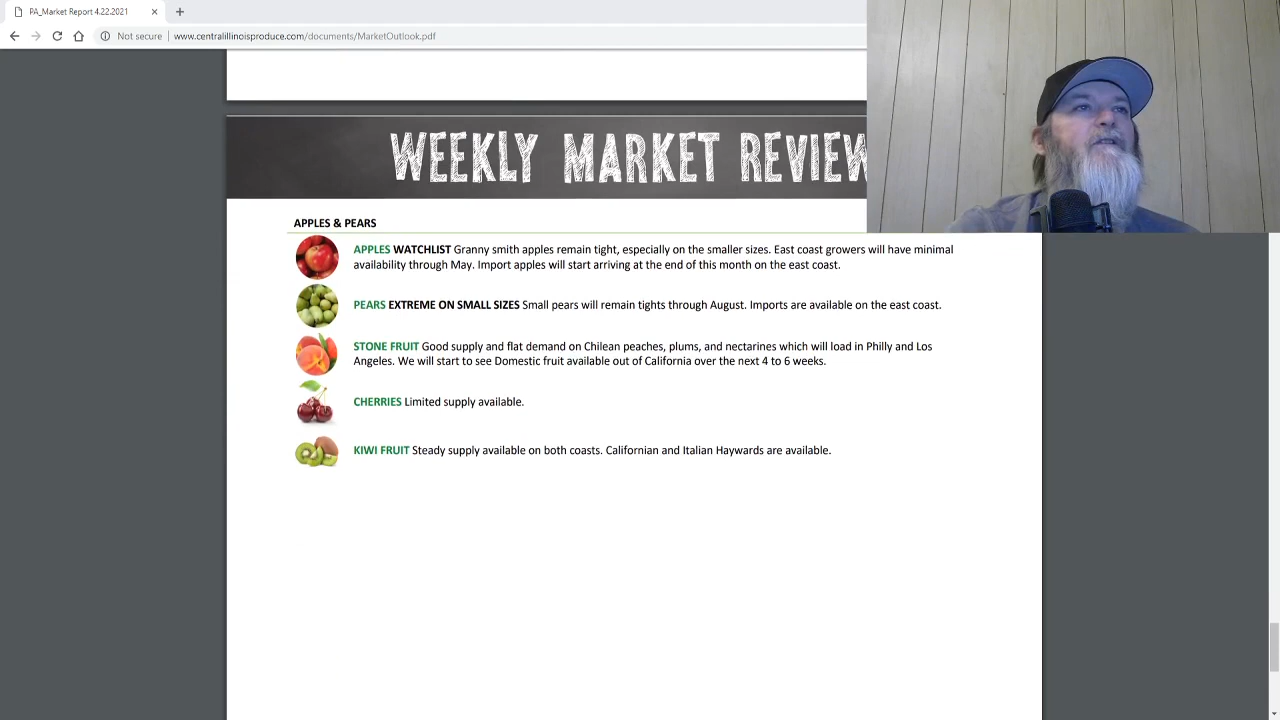 PA_Market Report 4.22.2021
Not secure | www.centralillinoisproduce.com/documents/MarketOutlook.pdf
WEEKLY MARKET REVIEW
APPLES & PEARS
APPLES WATCHLIST Granny smith apples remain tight, especially on the smaller sizes. East coast growers will have minimal
availability through May. Import apples will start arriving at the end of this month on the east coast.
PEARS EXTREME ON SMALL SIZES Small pears will remain tights through August. Imports are available on the east coast.
STONE FRUIT Good supply and flat demand on Chilean peaches, plums, and nectarines which will load in Philly and Los
Angeles. We will start to see Domestic fruit available out of California over the next 4 to 6 weeks.
CHERRIES Limited supply available.
KIWI FRUIT Steady supply available on both coasts. Californian and Italian Haywards are available.